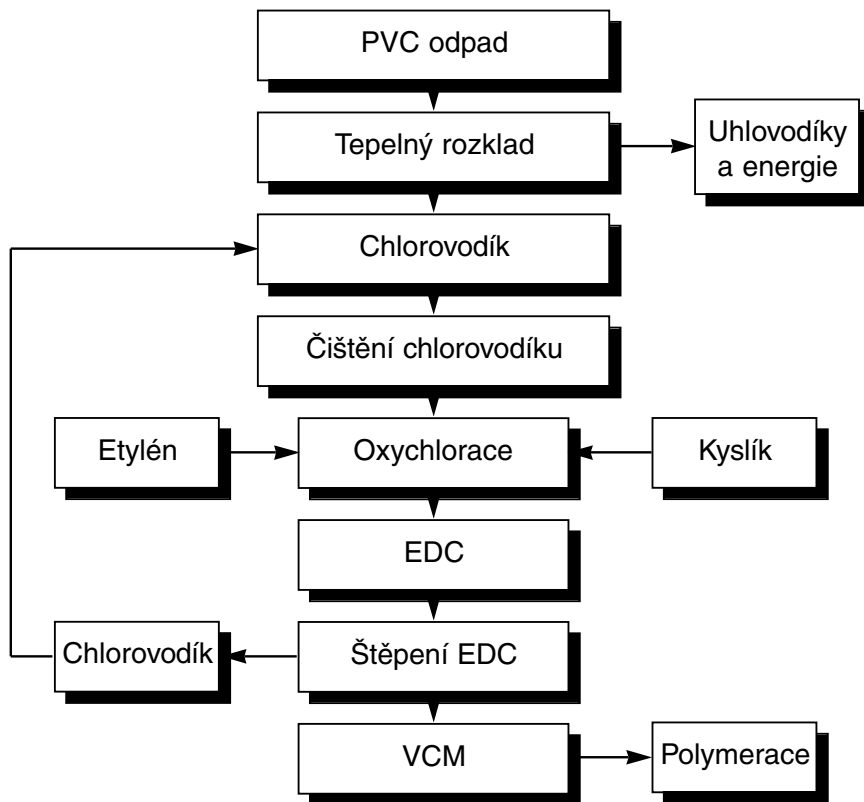 PVC odpad
Tepelný rozklad
Uhlovodíky
a energie
Chlorovodík
Čištění chlorovodíku
Etylén
Oxychlorace
Kyslík
EDC
Chlorovodík
Štěpení EDC
VCM
Polymerace